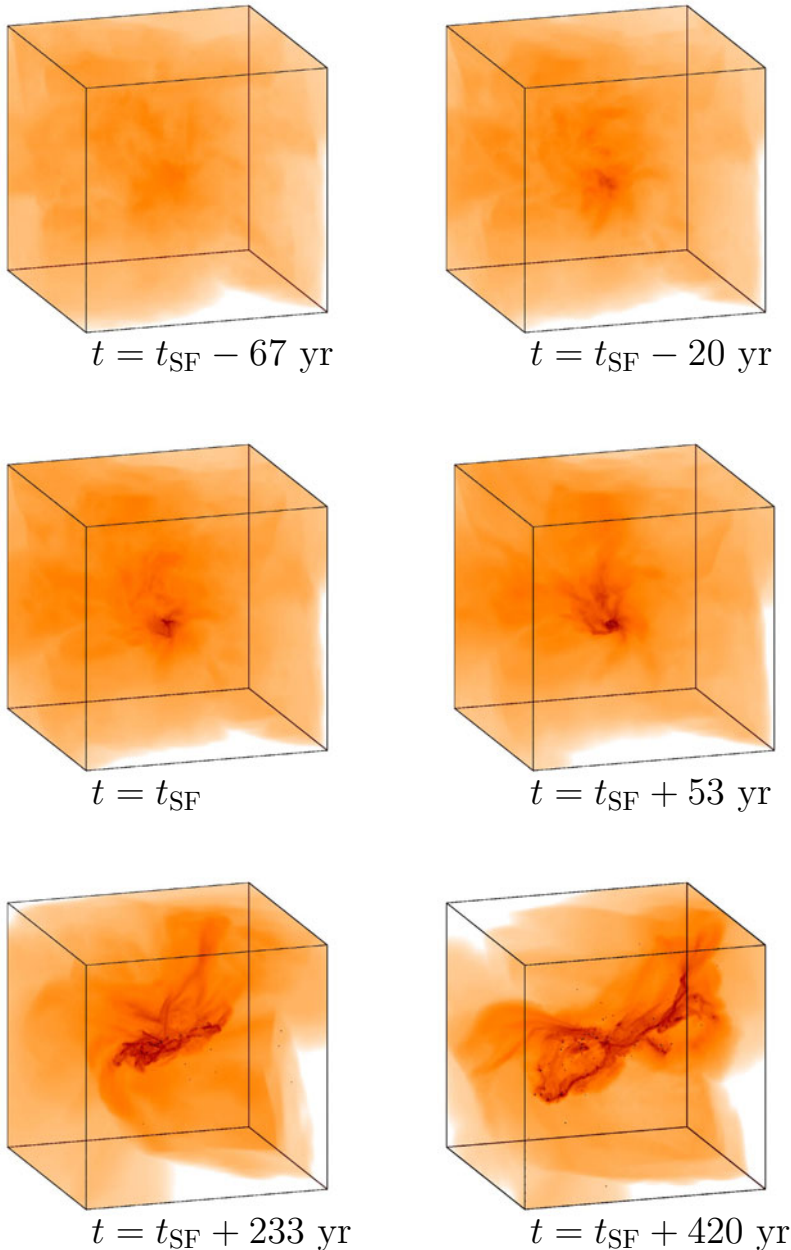 t = t_SF − 67 yr
t = t_SF − 20 yr
t = t_SF
t = t_SF + 53 yr
t = t_SF + 233 yr
t = t_SF + 420 yr